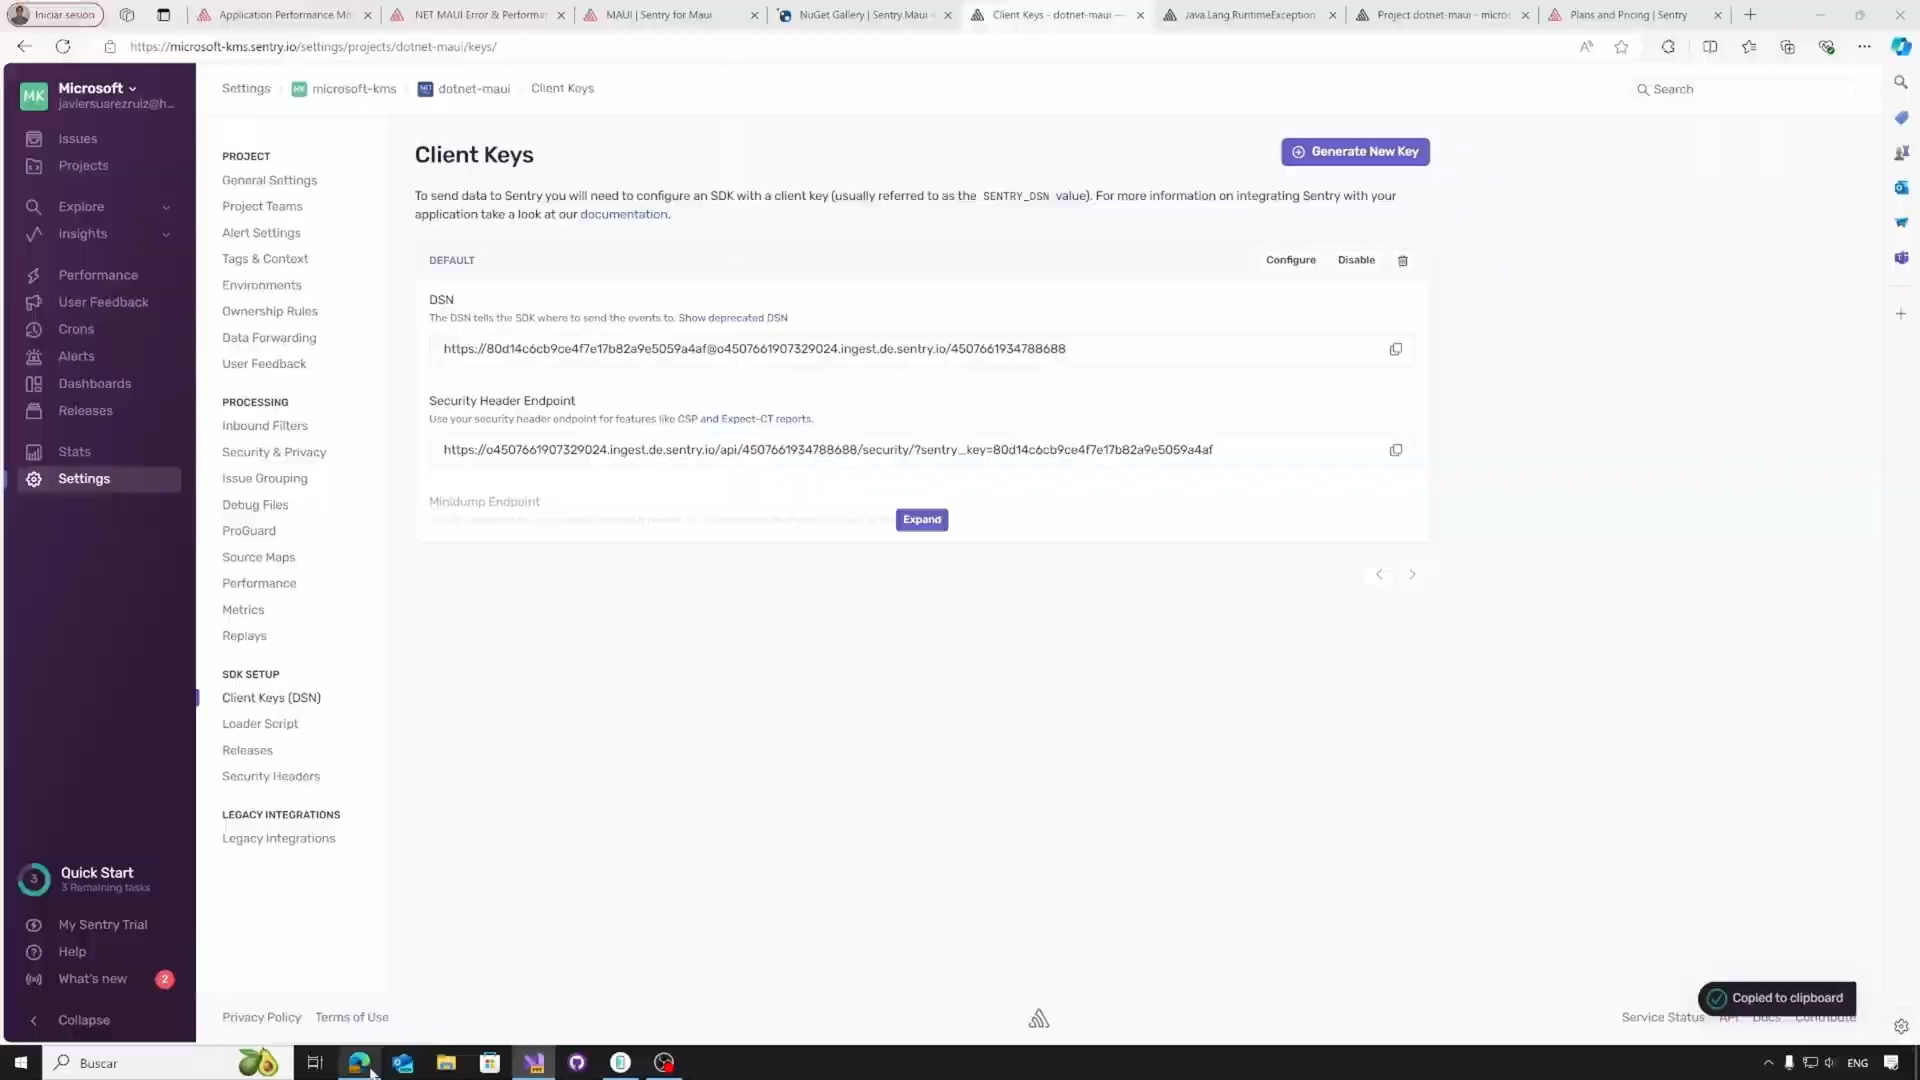 Iniciar sesión
Application Performance Mo
NET MAUI Error & Performa
MAUI | Sentry for Maui
NuGet Gallery | Sentry.Maui
Client Keys - dotnet-maui —
Java.Lang.RuntimeException
Project dotnet-maui - micros
Plans and Pricing | Sentry
https://microsoft-kms.sentry.io/settings/projects/dotnet-maui/keys/
MK
Microsoft
javiersuarezruiz@h...
Issues
Projects
Explore
Insights
Performance
User Feedback
Crons
Alerts
Dashboards
Releases
Stats
Settings
3
Quick Start
3 Remaining tasks
My Sentry Trial
Help
What's new
2
Collapse
Settings
MK
microsoft-kms
NET
dotnet-maui
Client Keys
Search
PROJECT
General Settings
Project Teams
Alert Settings
Tags & Context
Environments
Ownership Rules
Data Forwarding
User Feedback
PROCESSING
Inbound Filters
Security & Privacy
Issue Grouping
Debug Files
ProGuard
Source Maps
Performance
Metrics
Replays
SDK SETUP
Client Keys (DSN)
Loader Script
Releases
Security Headers
LEGACY INTEGRATIONS
Legacy Integrations
Client Keys
Generate New Key
To send data to Sentry you will need to configure an SDK with a client key (usually referred to as the SENTRY_DSN value). For more information on integrating Sentry with your
application take a look at our documentation.
DEFAULT
Configure
Disable
DSN
The DSN tells the SDK where to send the events to. Show deprecated DSN
https://80d14c6cb9ce4f7e17b82a9e5059a4af@o4507661907329024.ingest.de.sentry.io/4507661934788688
Security Header Endpoint
Use your security header endpoint for features like CSP and Expect-CT reports.
https://o4507661907329024.ingest.de.sentry.io/api/4507661934788688/security/?sentry_key=80d14c6cb9ce4f7e17b82a9e5059a4af
Minidump Endpoint
Expand
Copied to clipboard
Privacy Policy
Terms of Use
Service Status
API
Docs
Contribute
Buscar
ENG